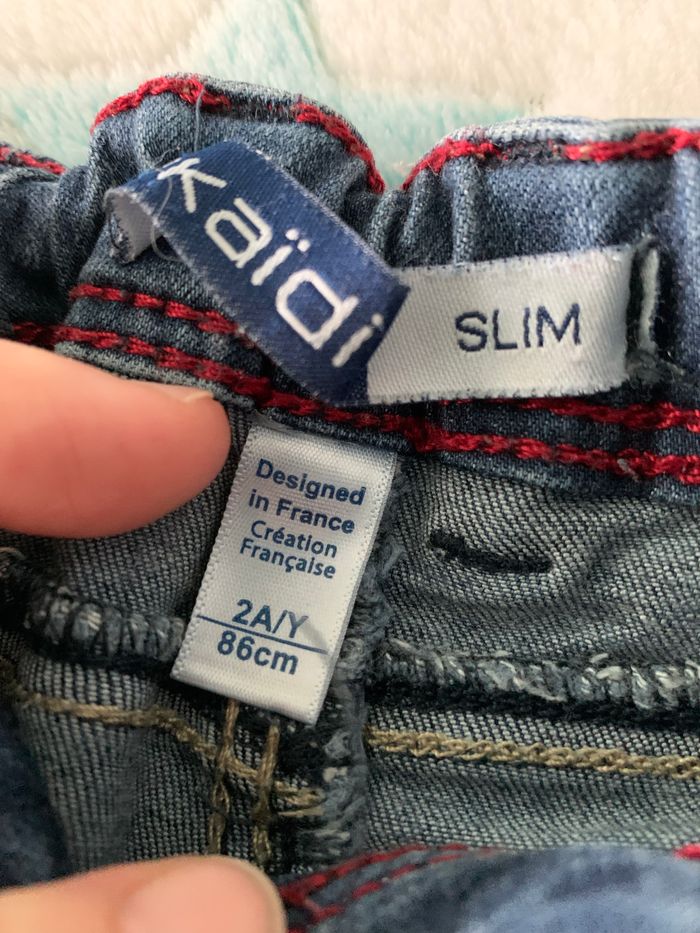 kaïdi
SLIM
Designed
in France
Création
Française
2A/Y
86cm